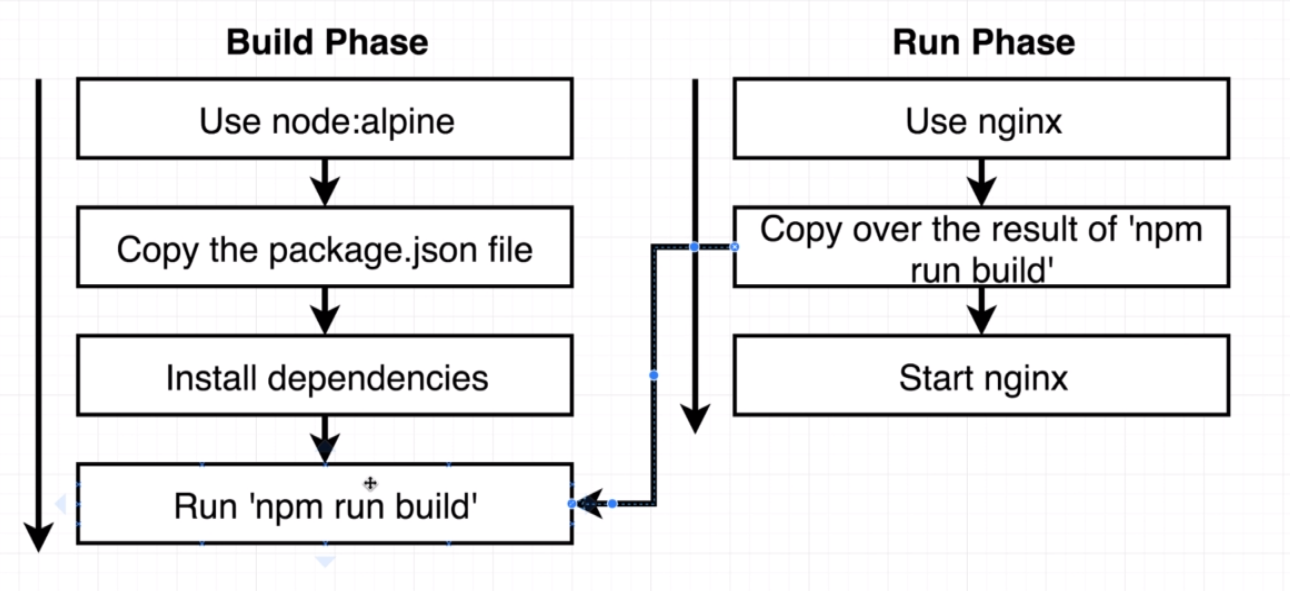 Build Phase
Use node:alpine
Copy the package.json file
Install dependencies
Run 'npm run build'
Run Phase
Use nginx
Copy over the result of 'npm
run build'
Start nginx